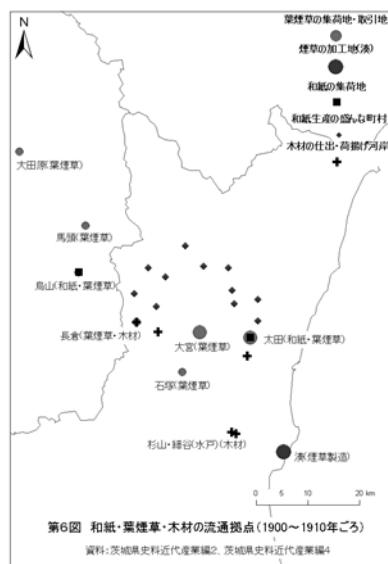 N
葉煙草の集荷地・取引地
煙草の加工地(湊)
和紙の集荷地
和紙生産の盛んな町村
木材の仕出・荷揚げ河岸
大田原(葉煙草)
馬頭(葉煙草)
烏山(和紙・葉煙草)
長倉(葉煙草・木材)
大宮(葉煙草)
太田(和紙・葉煙草)
石塚(葉煙草)
杉山・細谷(水戸)(木材)
湊(煙草製造)
0 5 10 20 km
第6図 和紙・葉煙草・木材の流通拠点(1900～1910年ごろ)
資料:茨城県史料近代産業編2、茨城県史料近代産業編4